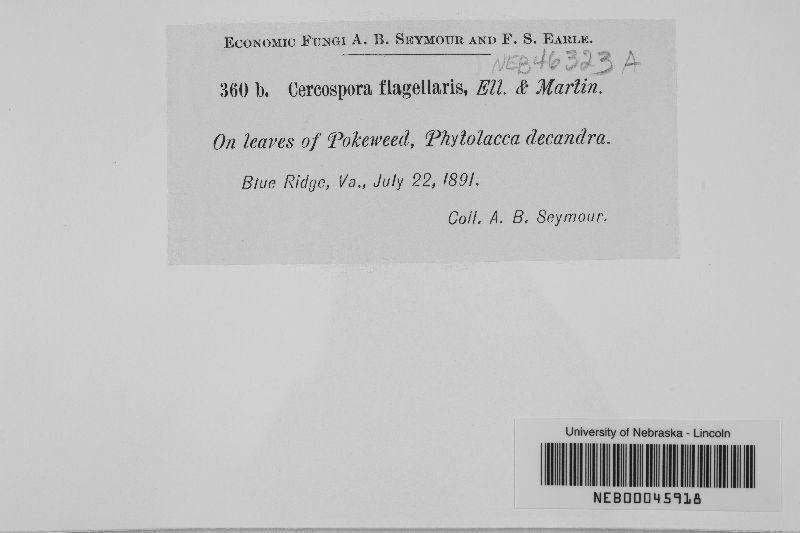 Economic Fungi A. B. Seymour and F. S. Earle.
NEB46323 A
360 b. Cercospora flagellaris, Ell. & Martin.
On leaves of Pokeweed, Phytolacca decandra.
Blue Ridge, Va., July 22, 1891.
Coll. A. B. Seymour.
University of Nebraska - Lincoln
NEB00045918